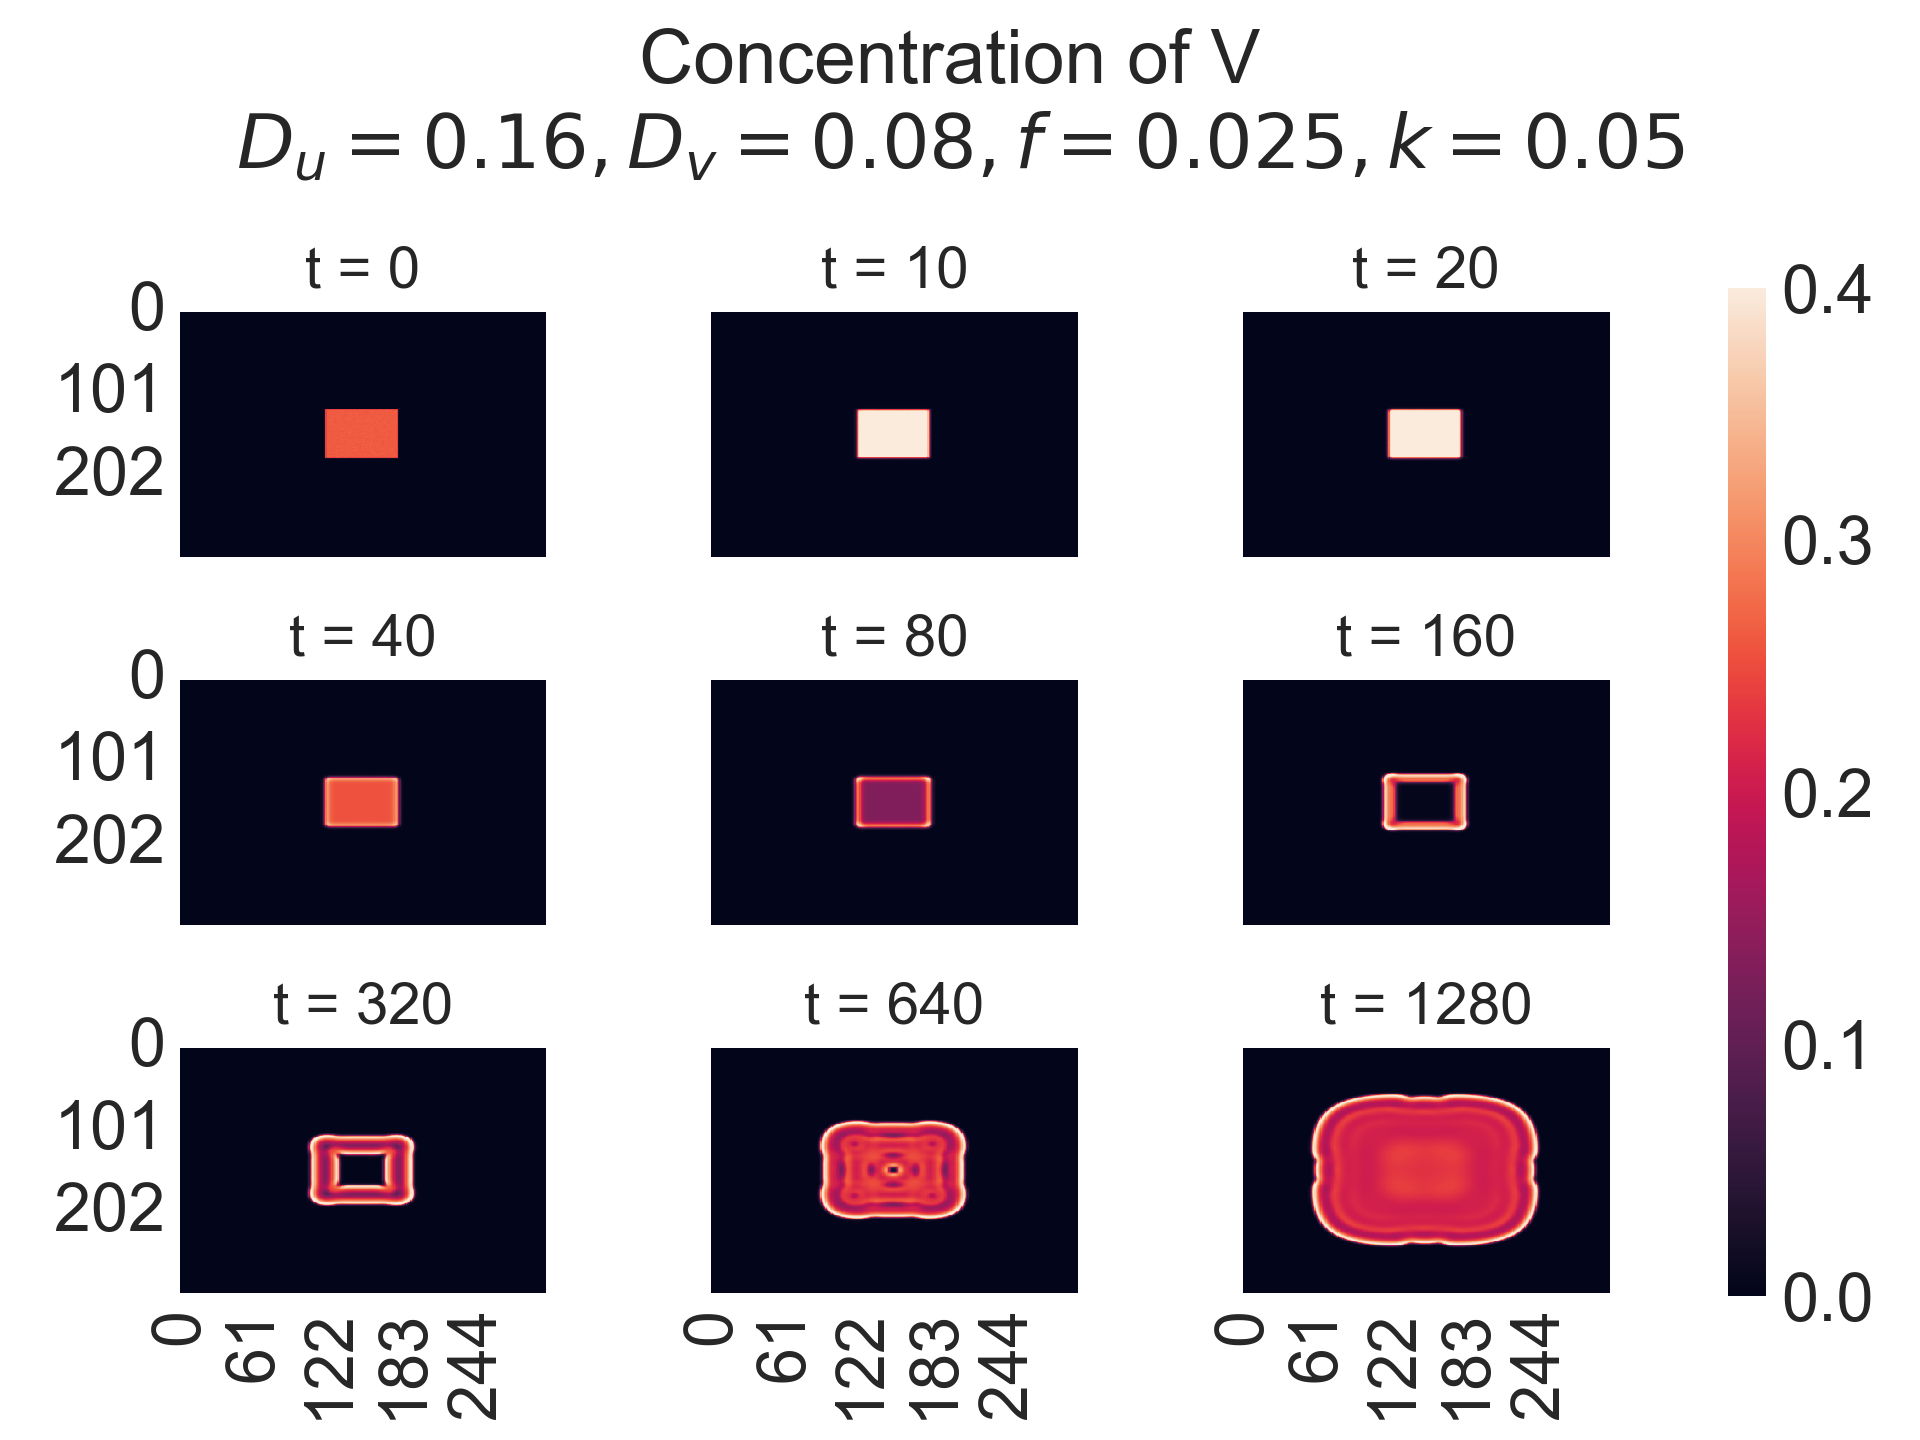 Concentration of V
D_u = 0.16, D_v = 0.08, f = 0.025, k = 0.05
t = 0
t = 10
t = 20
0
101
202
t = 40
t = 80
t = 160
0
101
202
t = 320
t = 640
t = 1280
0
101
202
0 61 122 183 244
0 61 122 183 244
0 61 122 183 244
0.4
0.3
0.2
0.1
0.0